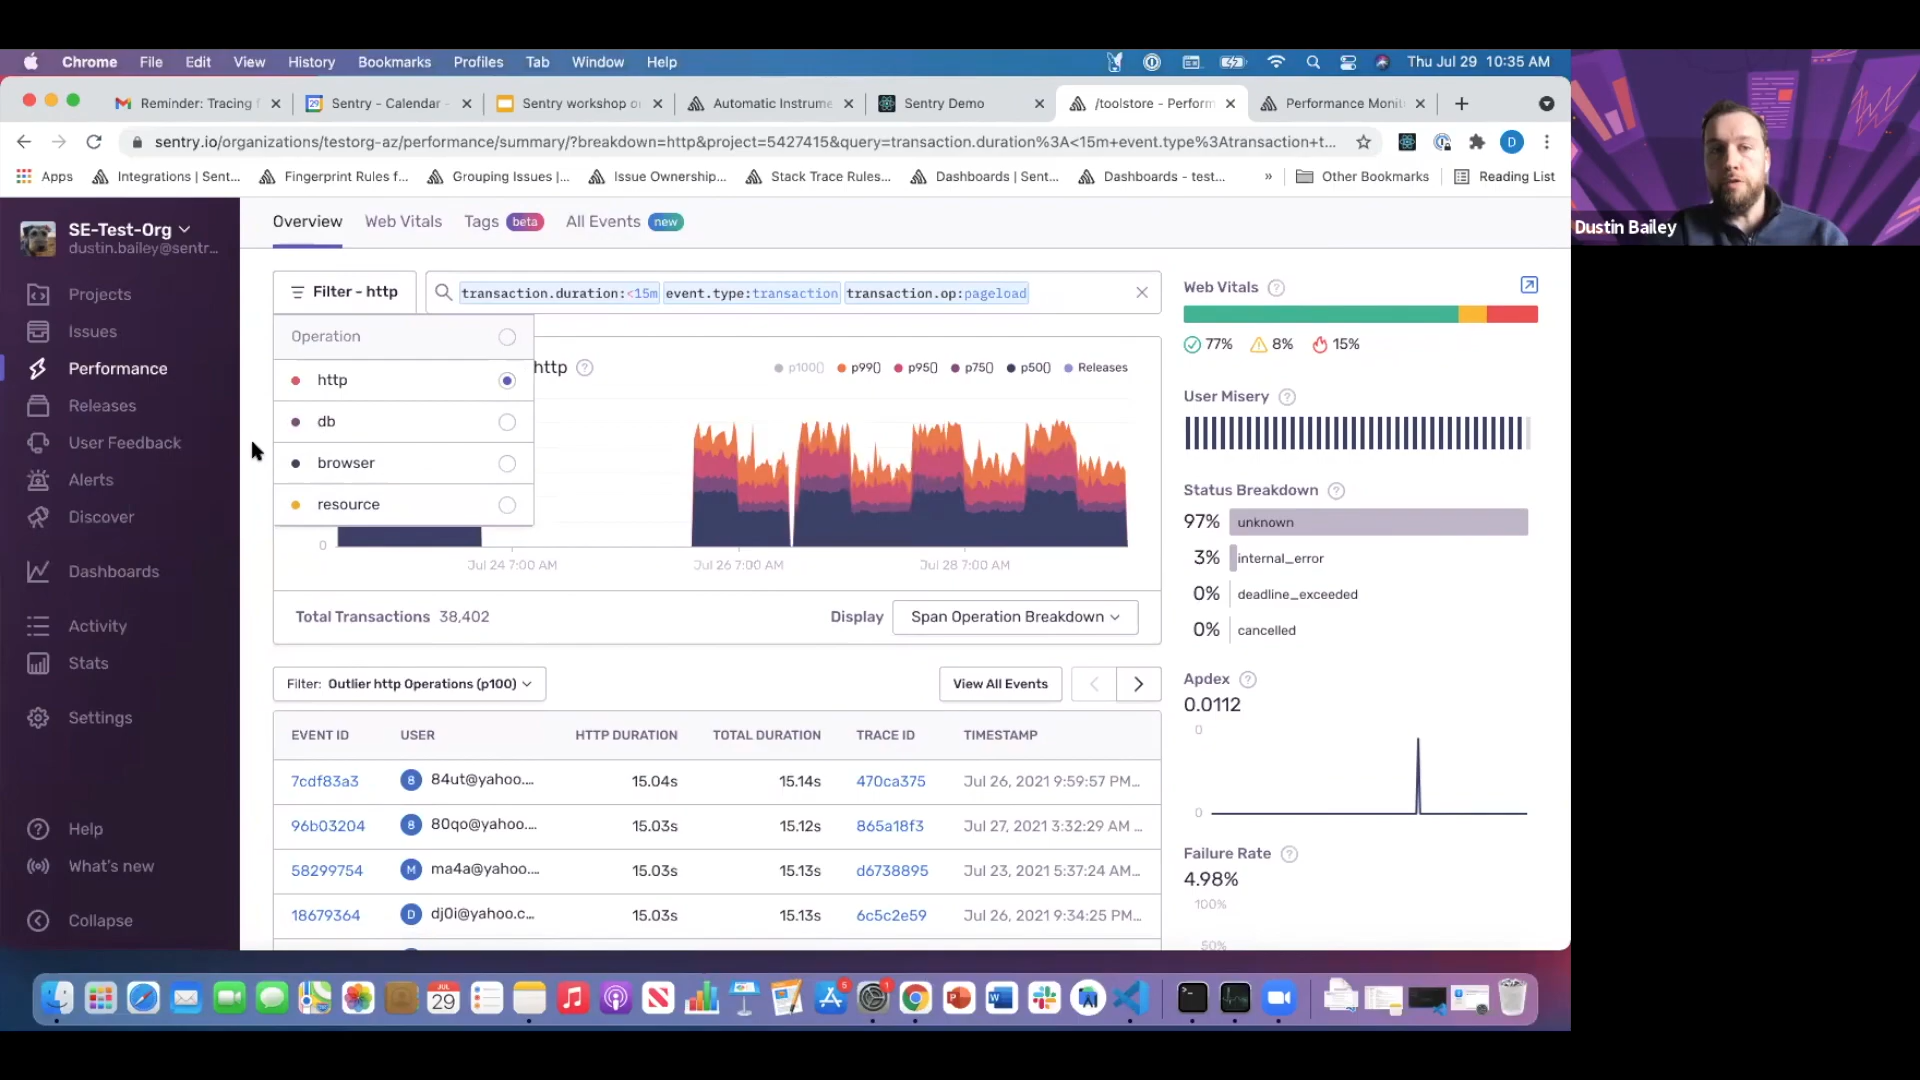 Chrome File Edit View History Bookmarks Profiles Tab Window Help Thu Jul 29 10:35 AM
Reminder: Tracing f Sentry - Calendar - Sentry workshop o Automatic Instrume Sentry Demo /toolstore - Perform Performance Monit
sentry.io/organizations/testorg-az/performance/summary/?breakdown=http&project=5427415&query=transaction.duration%3A<15m+event.type%3Atransaction+t...
Apps Integrations | Sent... Fingerprint Rules f... Grouping Issues |... Issue Ownership... Stack Trace Rules... Dashboards | Sent... Dashboards - test... » Other Bookmarks Reading List
Dustin Bailey
SE-Test-Org
dustin.bailey@sentr...
Projects
Issues
Performance
Releases
User Feedback
Alerts
Discover
Dashboards
Activity
Stats
Settings
Help
What's new
Collapse
Overview Web Vitals Tags beta All Events new
Filter - http transaction.duration:<15m event.type:transaction transaction.op:pageload
Operation
http
db
browser
resource
http p100() p99() p95() p75() p50() Releases
0
Jul 24 7:00 AM Jul 26 7:00 AM Jul 28 7:00 AM
Total Transactions 38,402 Display Span Operation Breakdown
Filter: Outlier http Operations (p100) View All Events
EVENT ID USER HTTP DURATION TOTAL DURATION TRACE ID TIMESTAMP
7cdf83a3 8 84ut@yahoo.... 15.04s 15.14s 470ca375 Jul 26, 2021 9:59:57 PM...
96b03204 8 80qo@yahoo.... 15.03s 15.12s 865a18f3 Jul 27, 2021 3:32:29 AM ...
58299754 M ma4a@yahoo.... 15.03s 15.13s d6738895 Jul 23, 2021 5:37:24 AM...
18679364 D dj0i@yahoo.c... 15.03s 15.13s 6c5c2e59 Jul 26, 2021 9:34:25 PM...
Web Vitals
77% 8% 15%
User Misery
Status Breakdown
97% unknown
3% internal_error
0% deadline_exceeded
0% cancelled
Apdex
0.0112
0
0
Failure Rate
4.98%
100%
50%
JUL
29
5
1